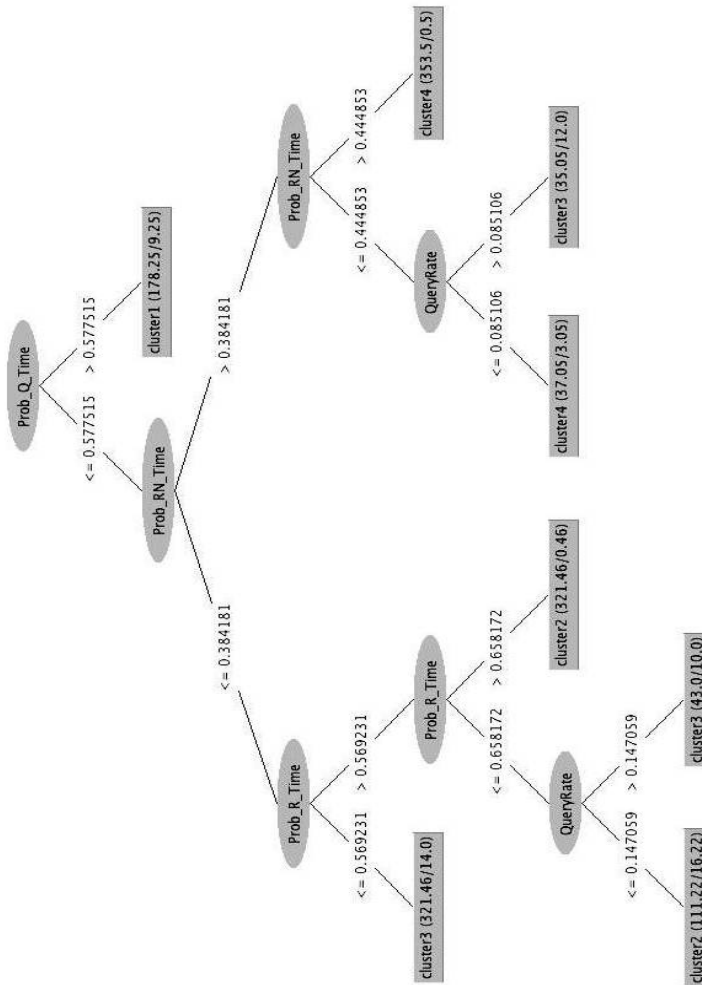 Prob_Q_Time
<= 0.577515
> 0.577515
Prob_RN_Time
cluster1 (178.25/9.25)
<= 0.384181
> 0.384181
Prob_R_Time
Prob_RN_Time
<= 0.569231
> 0.569231
<= 0.444853
> 0.444853
cluster3 (321.46/14.0)
Prob_R_Time
QueryRate
cluster4 (353.5/0.5)
<= 0.658172
> 0.658172
<= 0.085106
> 0.085106
QueryRate
cluster2 (321.46/0.46)
cluster4 (37.05/3.05)
cluster3 (35.05/12.0)
<= 0.147059
> 0.147059
cluster2 (111.22/16.22)
cluster3 (43.0/10.0)